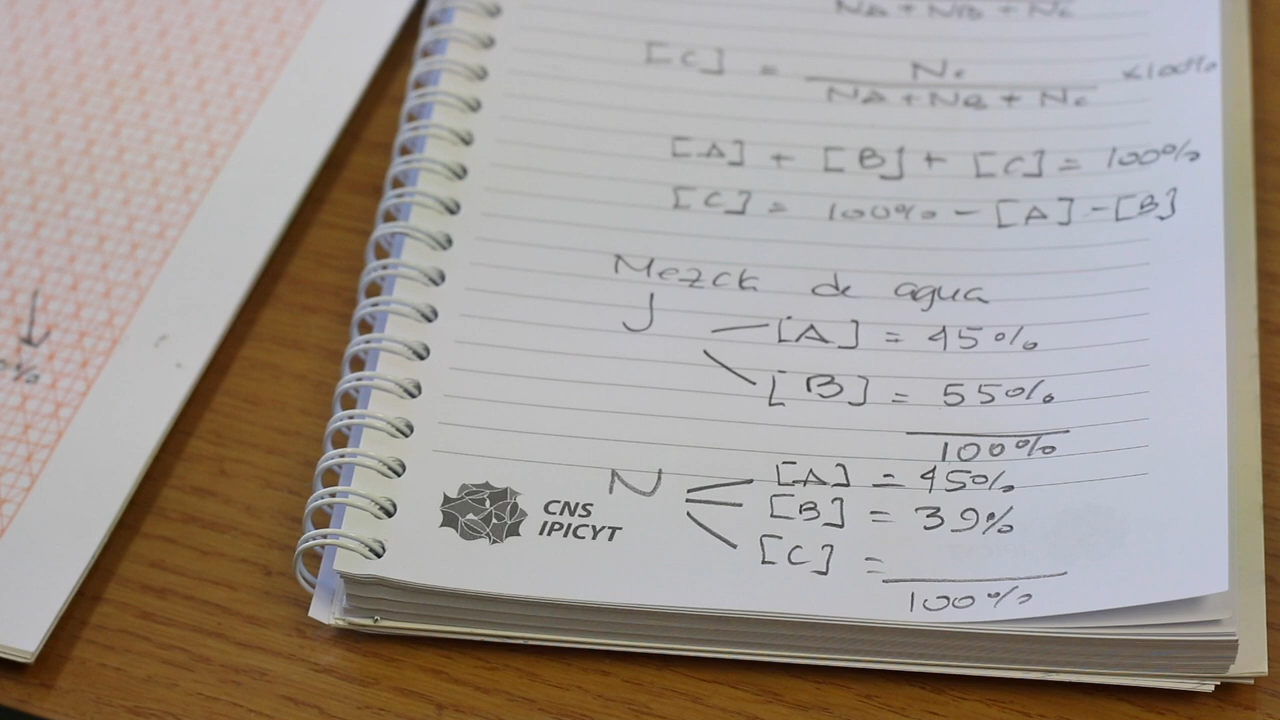 NA + NB + Nc
[C] = Nc / NA + NB + Nc x100%
[A] + [B] + [C] = 100%
[C] = 100% - [A] - [B]
Mezcla de agua
J [A] = 45%
[B] = 55%
100%
N [A] = 45%
[B] = 39%
[C] =
100%
CNS
IPICYT
0%